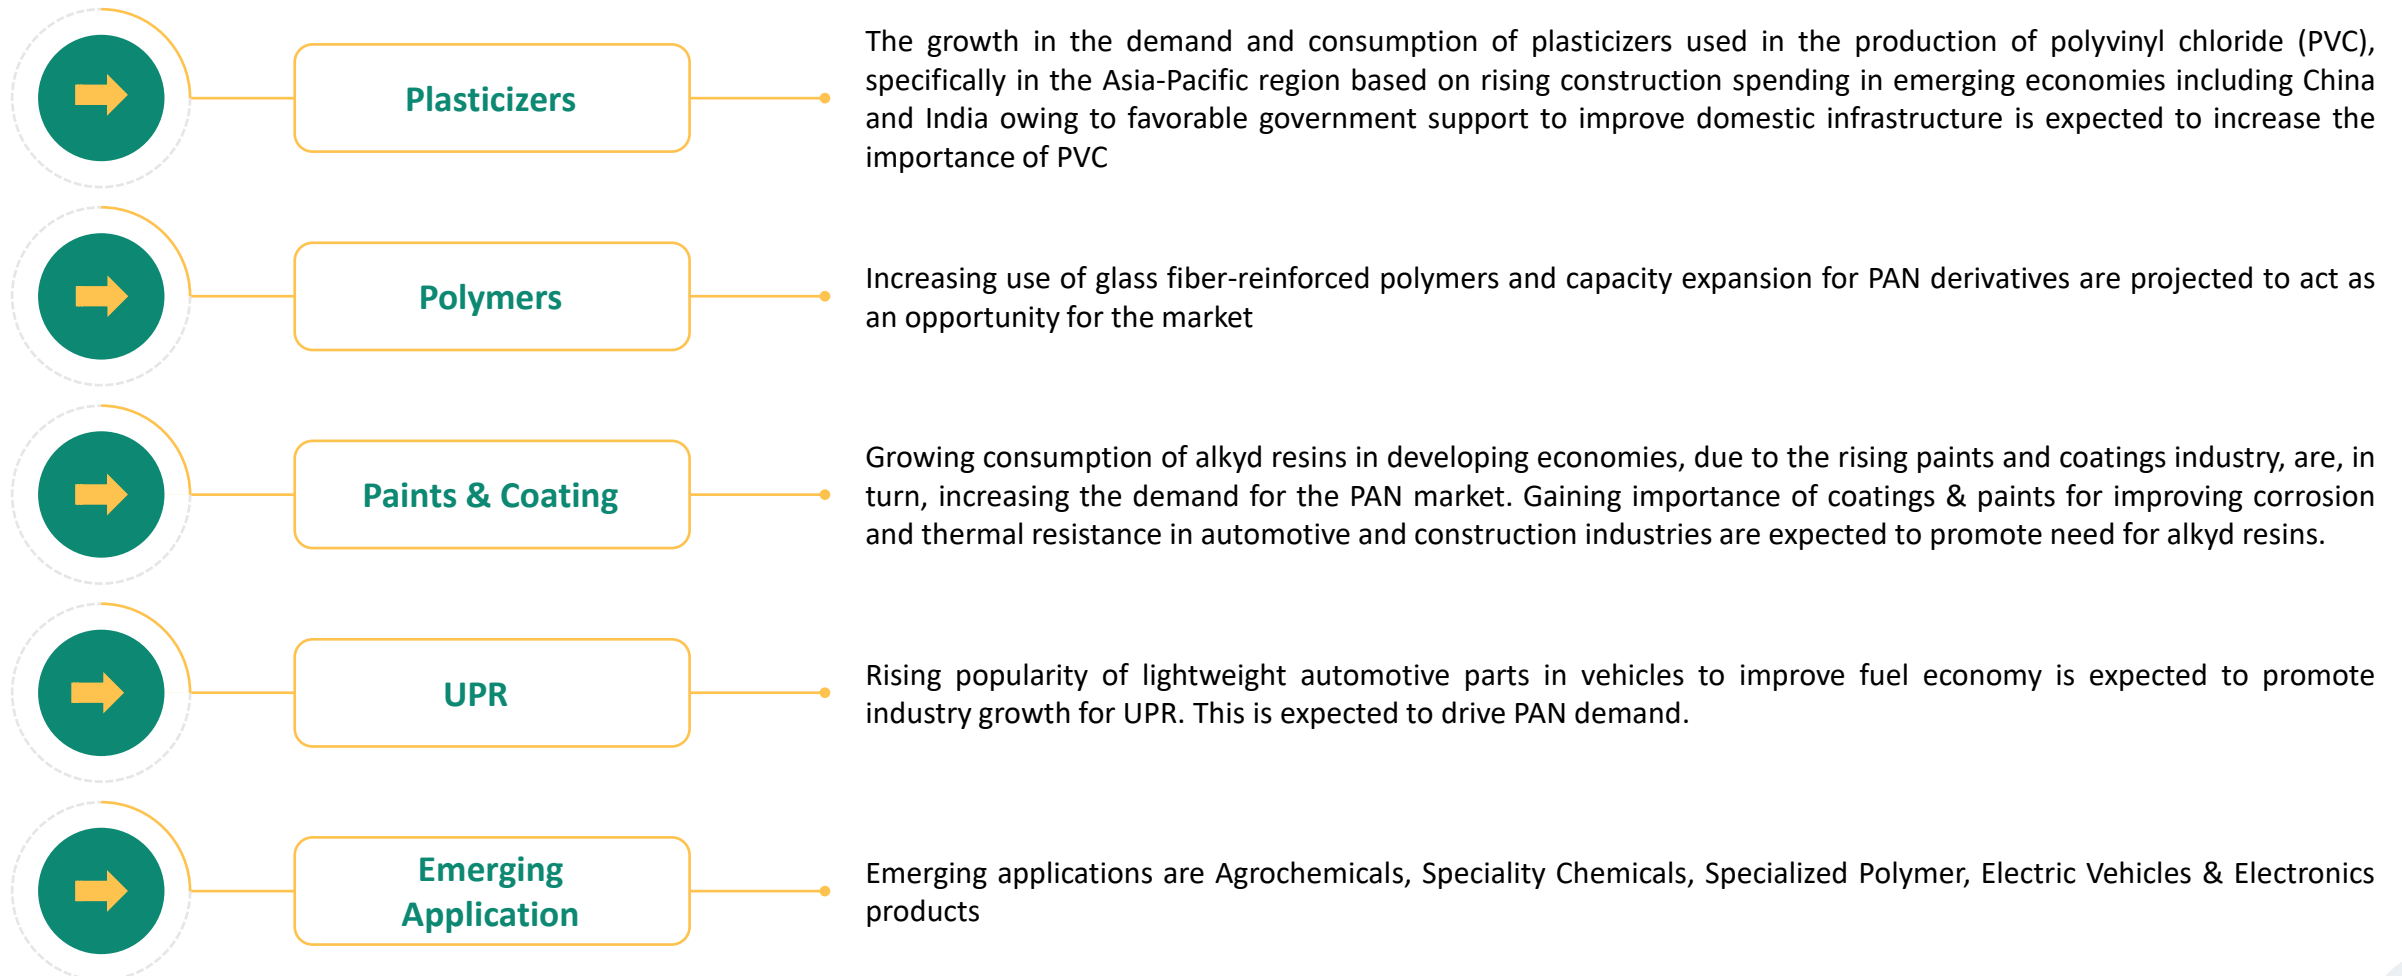 Plasticizers
The growth in the demand and consumption of plasticizers used in the production of polyvinyl chloride (PVC),
specifically in the Asia-Pacific region based on rising construction spending in emerging economies including China
and India owing to favorable government support to improve domestic infrastructure is expected to increase the
importance of PVC
Polymers
Increasing use of glass fiber-reinforced polymers and capacity expansion for PAN derivatives are projected to act as
an opportunity for the market
Paints & Coating
Growing consumption of alkyd resins in developing economies, due to the rising paints and coatings industry, are, in
turn, increasing the demand for the PAN market. Gaining importance of coatings & paints for improving corrosion
and thermal resistance in automotive and construction industries are expected to promote need for alkyd resins.
UPR
Rising popularity of lightweight automotive parts in vehicles to improve fuel economy is expected to promote
industry growth for UPR. This is expected to drive PAN demand.
Emerging
Application
Emerging applications are Agrochemicals, Speciality Chemicals, Specialized Polymer, Electric Vehicles & Electronics
products